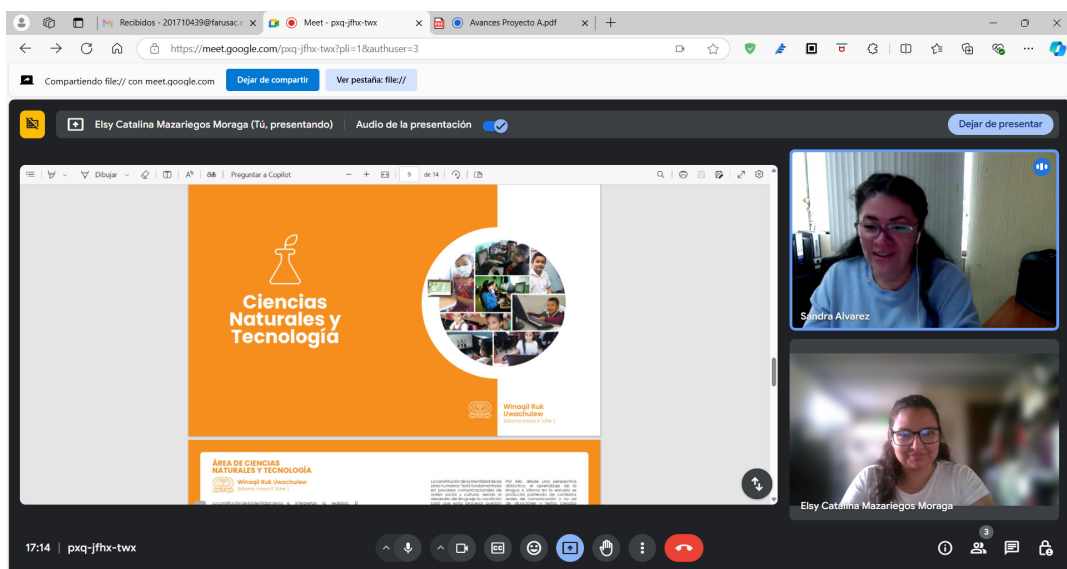 Recibidos - 201710439@farusac.
Meet - pxq-jfhx-twx
Avances Proyecto A.pdf
https://meet.google.com/pxq-jfhx-twx?pli=1&authuser=3
Compartiendo file:// con meet.google.com
Dejar de compartir
Ver pestaña: file://
Elsy Catalina Mazariegos Moraga (Tú, presentando)
Audio de la presentación
Dejar de presentar
Dibujar
Preguntar a Copilot
9
de 14
Ciencias
Naturales y
Tecnología
Winaqil Ruk
Uwachulew
ÁREA DE CIENCIAS
NATURALES Y TECNOLOGÍA
Winaqil Ruk Uwachulew
Sandra Alvarez
Elsy Catalina Mazariegos Moraga
17:14 | pxq-jfhx-twx
3